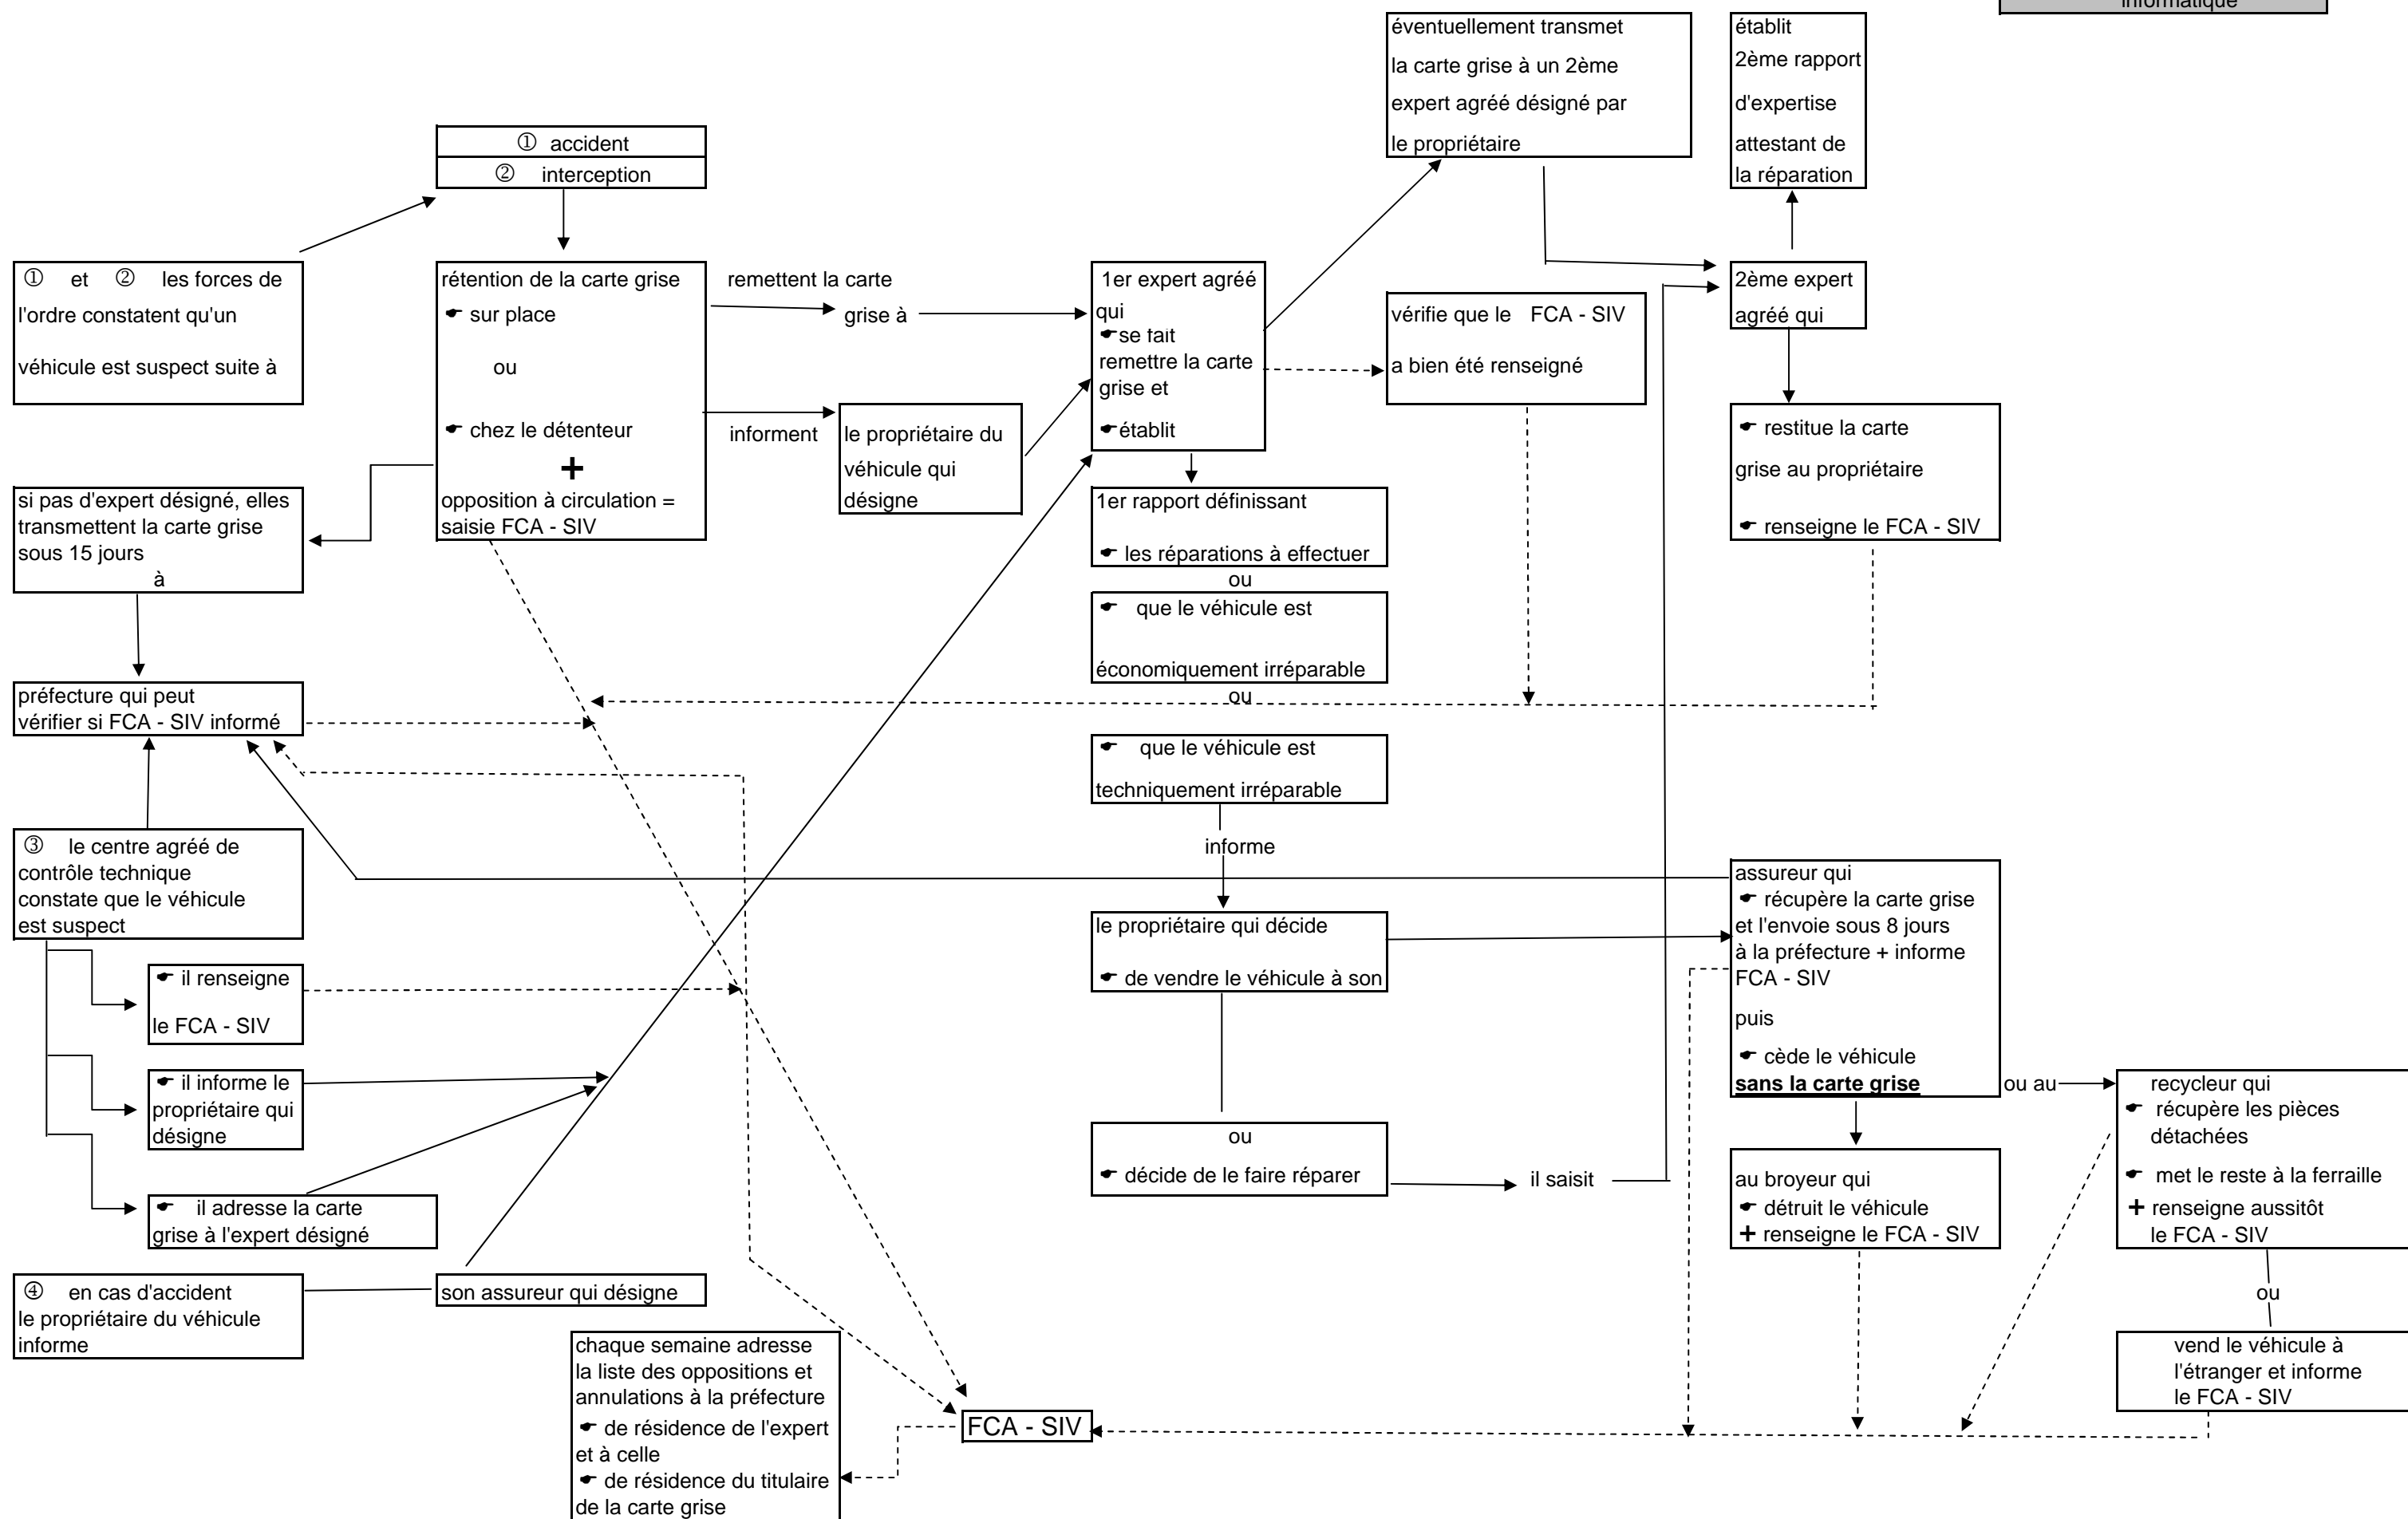 informatique
éventuellement transmet
la carte grise à un 2ème
expert agréé désigné par
le propriétaire
établit
2ème rapport
d'expertise
attestant de
la réparation
① accident
② interception
① et ② les forces de
l'ordre constatent qu'un
véhicule est suspect suite à
rétention de la carte grise
☛ sur place
ou
☛ chez le détenteur
+
opposition à circulation =
saisie FCA - SIV
remettent la carte
grise à
informent
le propriétaire du
véhicule qui
désigne
1er expert agréé
qui
☛se fait
remettre la carte
grise et
☛établit
vérifie que le FCA - SIV
a bien été renseigné
2ème expert
agréé qui
☛ restitue la carte
grise au propriétaire
☛ renseigne le FCA - SIV
si pas d'expert désigné, elles
transmettent la carte grise
sous 15 jours
à
1er rapport définissant
☛ les réparations à effectuer
ou
☛ que le véhicule est
économiquement irréparable
ou
☛ que le véhicule est
techniquement irréparable
informe
préfecture qui peut
vérifier si FCA - SIV informé
③ le centre agréé de
contrôle technique
constate que le véhicule
est suspect
☛ il renseigne
le FCA - SIV
☛ il informe le
propriétaire qui
désigne
☛ il adresse la carte
grise à l'expert désigné
le propriétaire qui décide
☛ de vendre le véhicule à son
ou
☛ décide de le faire réparer
il saisit
assureur qui
☛ récupère la carte grise
et l'envoie sous 8 jours
à la préfecture + informe
FCA - SIV
puis
☛ cède le véhicule
sans la carte grise
ou au
recycleur qui
☛ récupère les pièces
détachées
☛ met le reste à la ferraille
+ renseigne aussitôt
le FCA - SIV
au broyeur qui
☛ détruit le véhicule
+ renseigne le FCA - SIV
ou
vend le véhicule à
l'étranger et informe
le FCA - SIV
④ en cas d'accident
le propriétaire du véhicule
informe
son assureur qui désigne
chaque semaine adresse
la liste des oppositions et
annulations à la préfecture
☛ de résidence de l'expert
et à celle
☛ de résidence du titulaire
de la carte grise
FCA - SIV